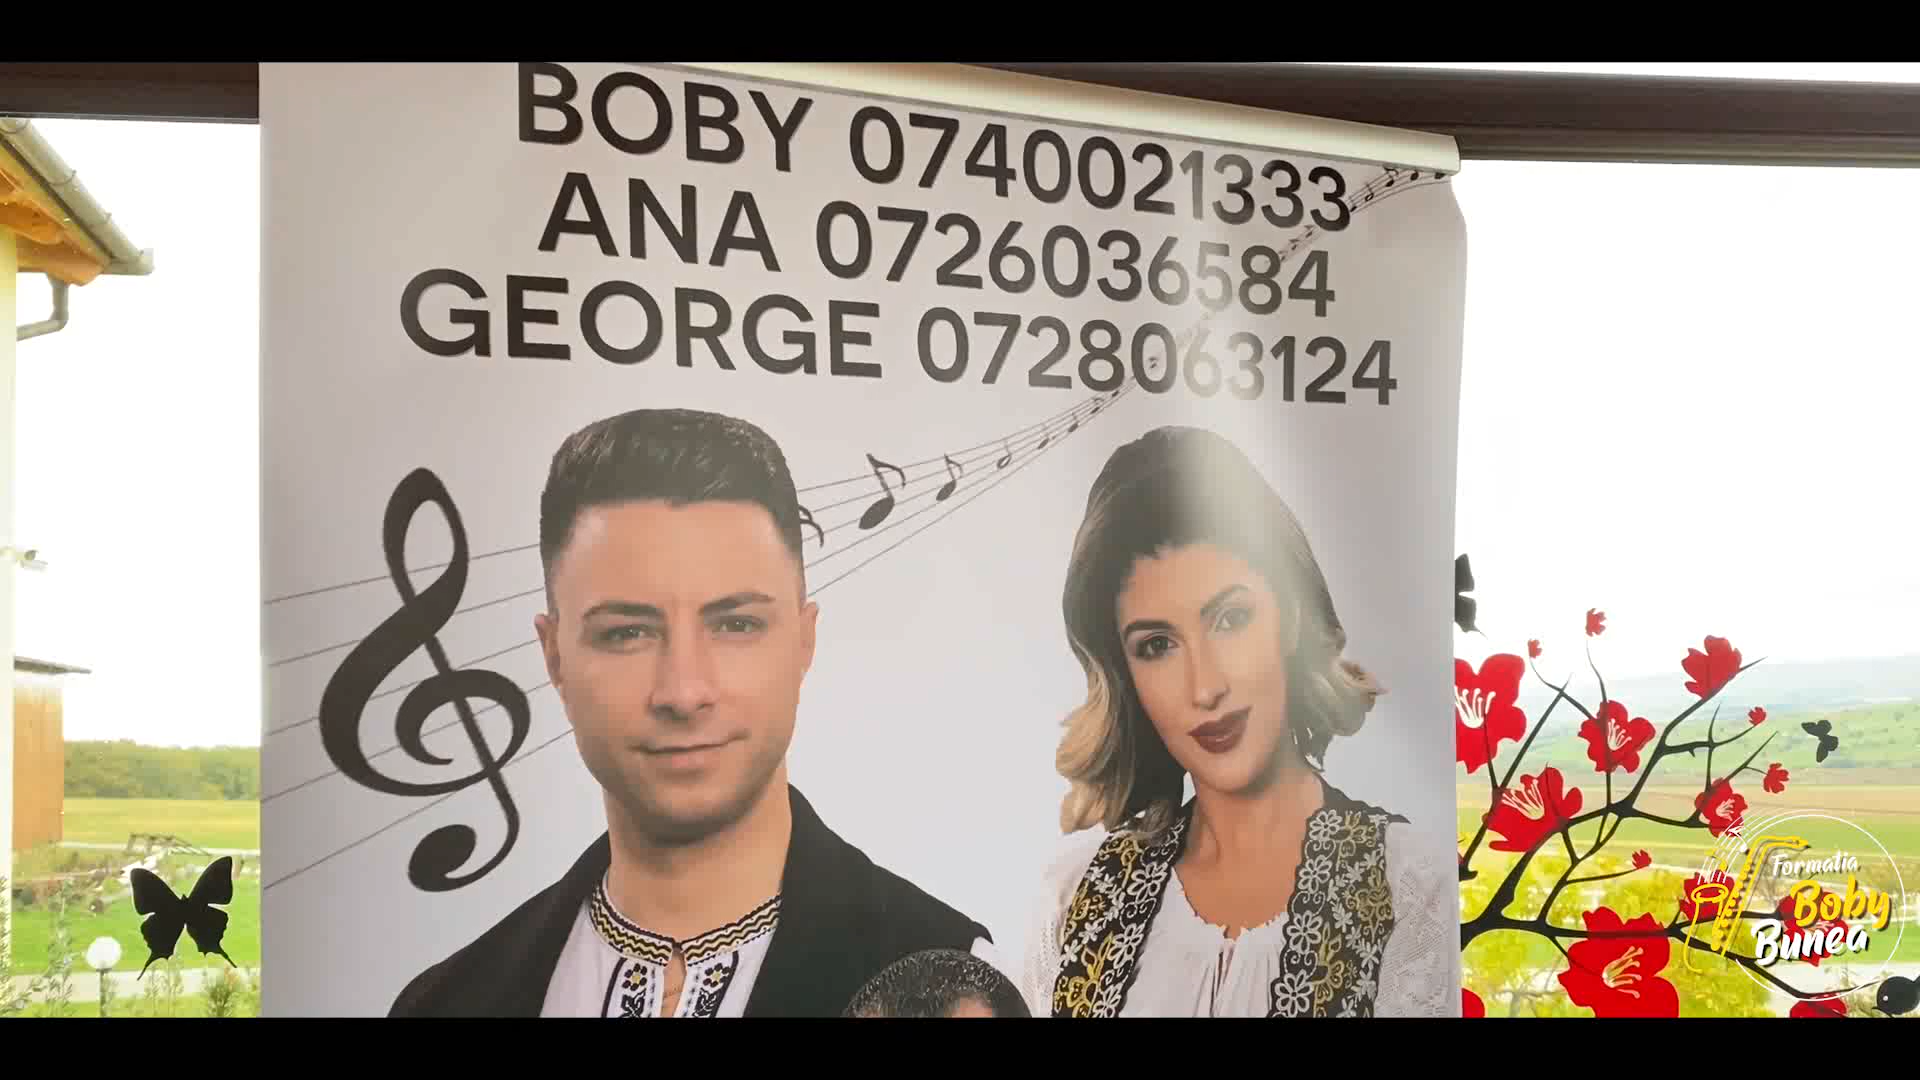 BOBY 0740021333
ANA 0726036584
GEORGE 0728063124
Formatia
Boby
Bunea